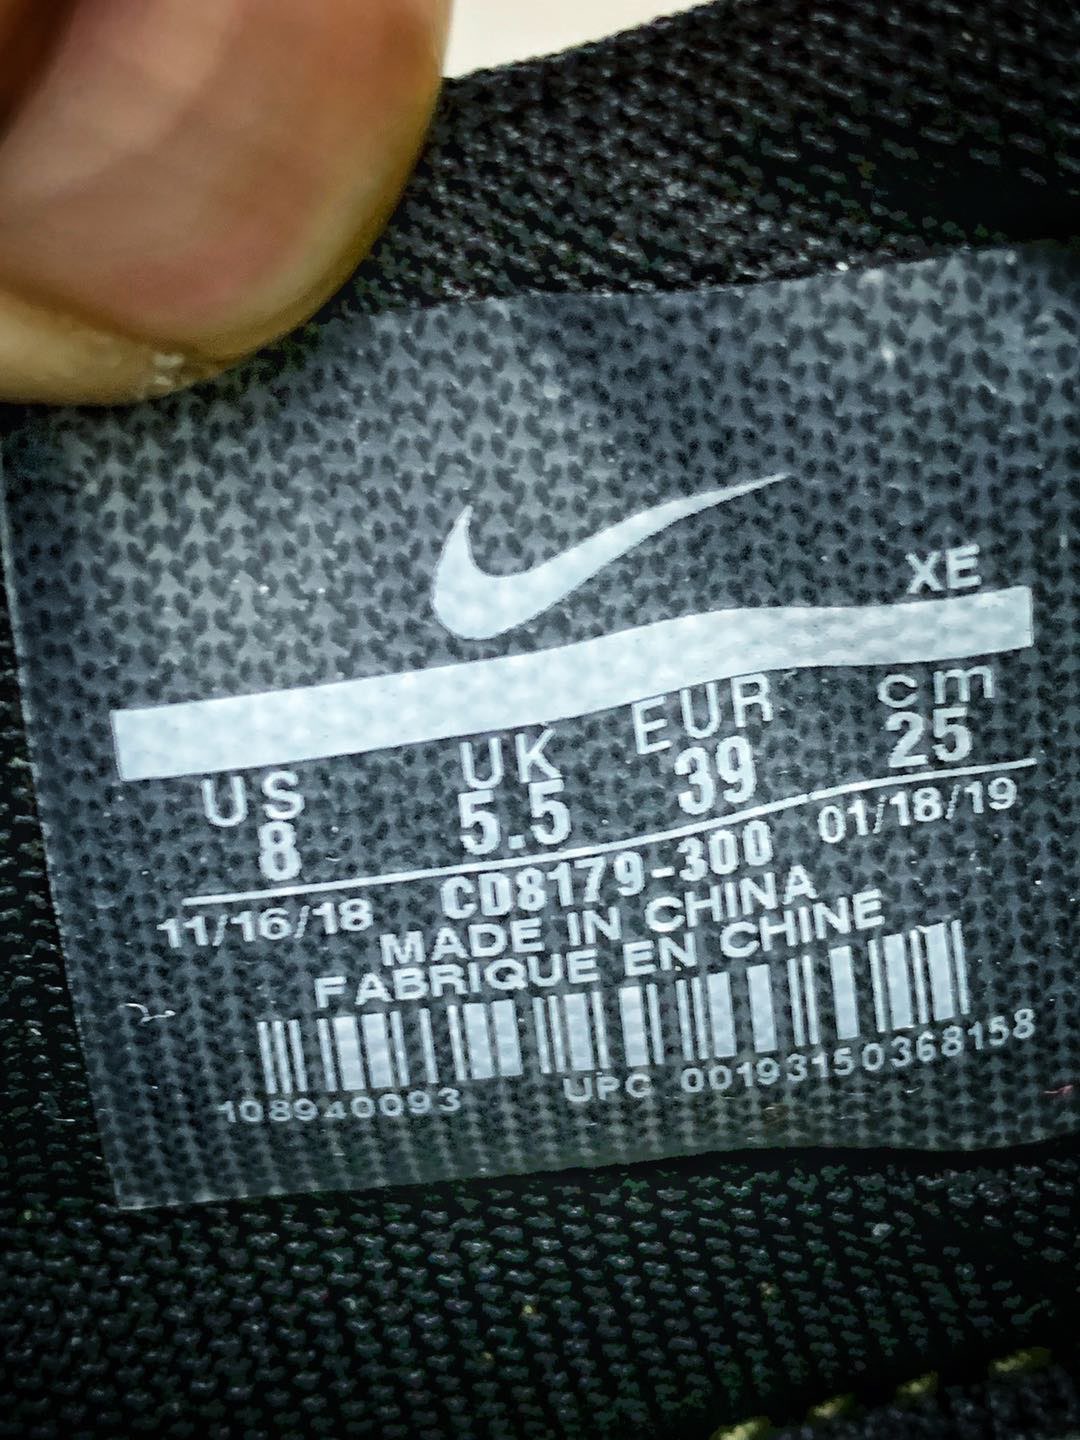 XE
US UK EUR cm
8 5.5 39 25
11/16/18 CD8179-300 01/18/19
MADE IN CHINA
FABRIQUE EN CHINE
108940093 UPC 00193150368158